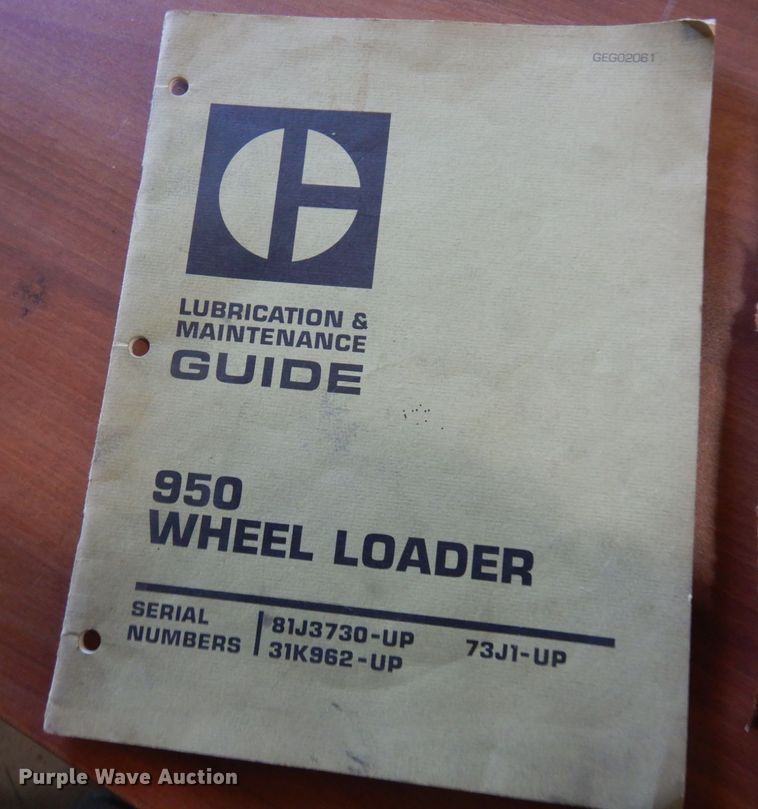 GEG02061
LUBRICATION &
MAINTENANCE
GUIDE
950
WHEEL LOADER
SERIAL
NUMBERS
81J3730-UP 73J1-UP
31K962-UP
Purple Wave Auction